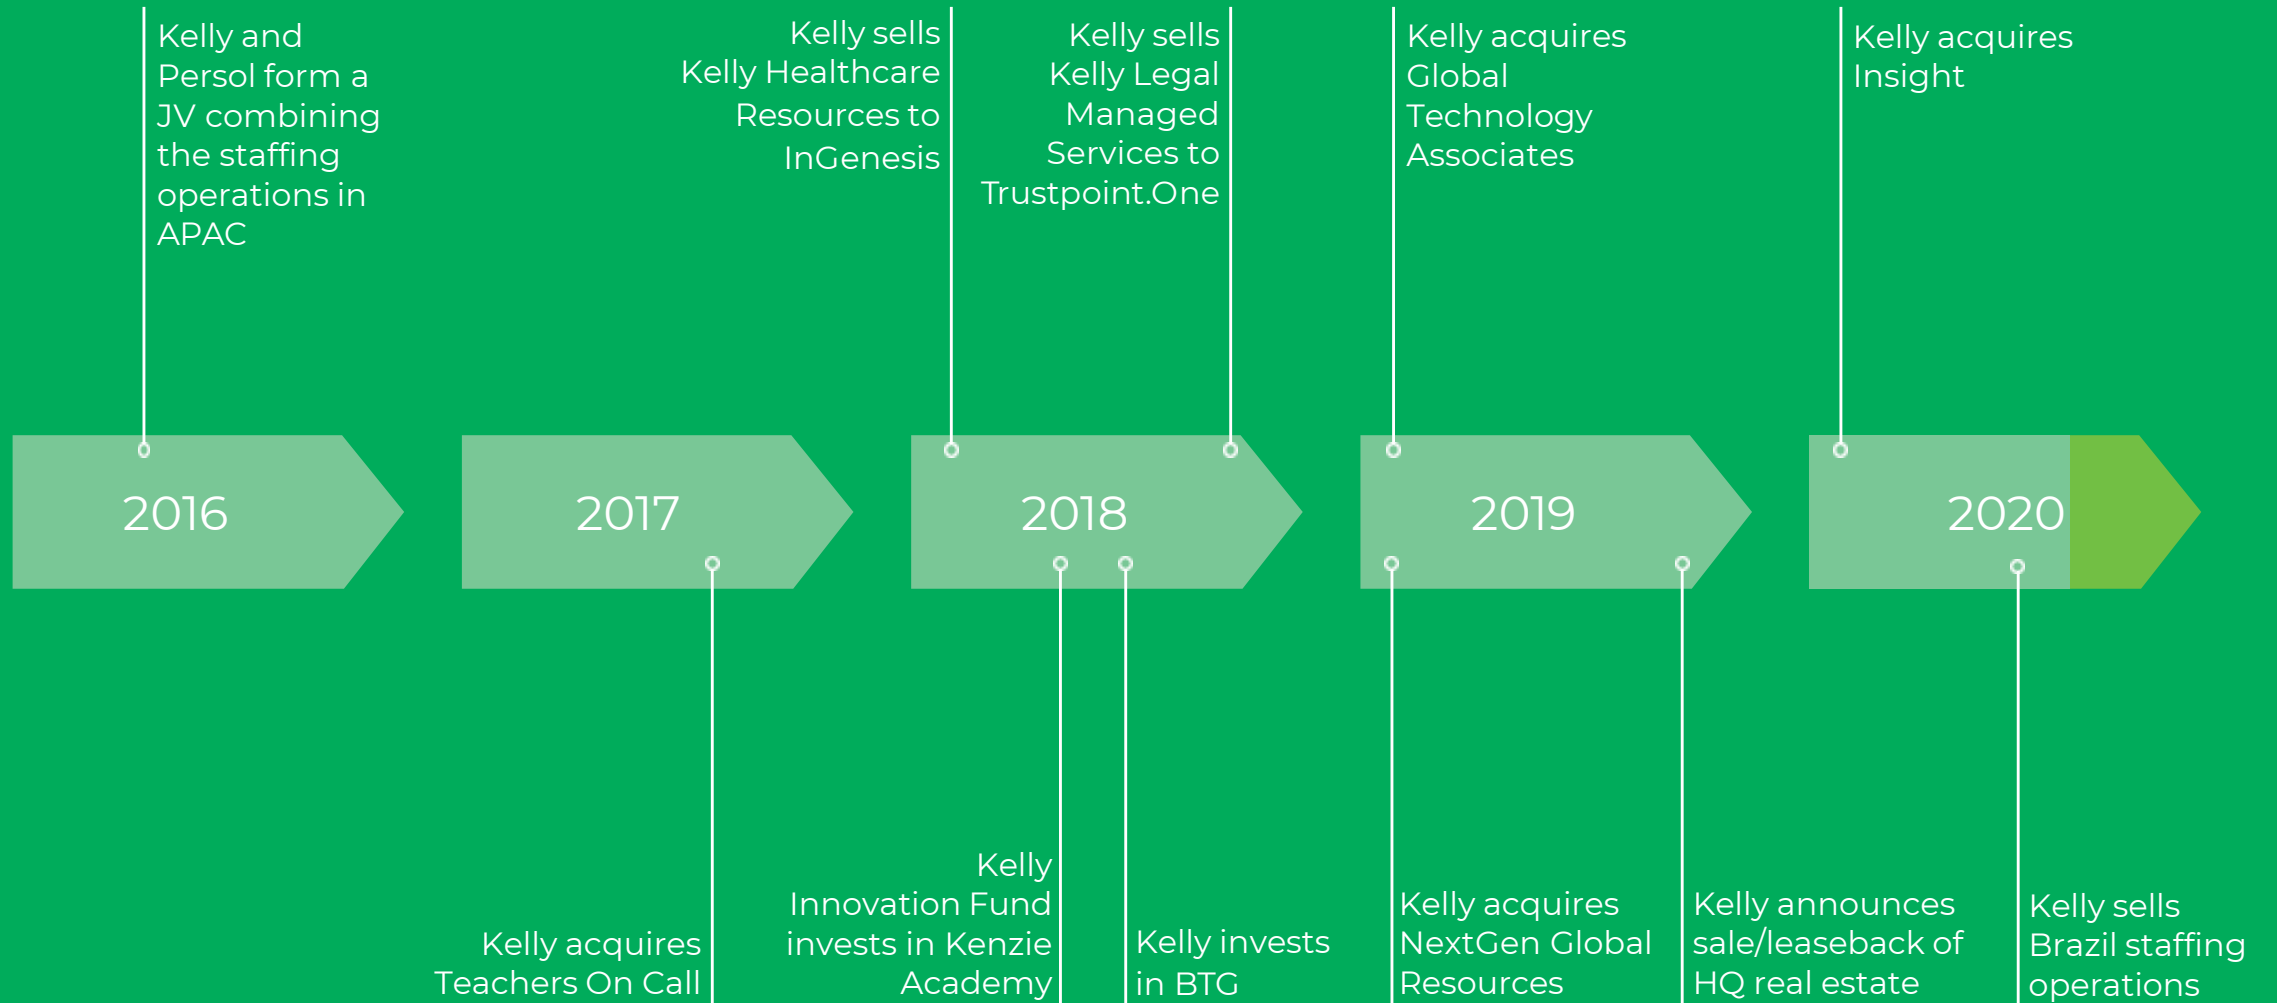 Kelly and
Persol form a
JV combining
the staffing
operations in
APAC
Kelly sells
Kelly Healthcare
Resources to
InGenesis
Kelly sells
Kelly Legal
Managed
Services to
Trustpoint.One
Kelly acquires
Global
Technology
Associates
Kelly acquires
Insight
2016
2017
2018
2019
2020
Kelly acquires
Teachers On Call
Kelly
Innovation Fund
invests in Kenzie
Academy
Kelly invests
in BTG
Kelly acquires
NextGen Global
Resources
Kelly announces
sale/leaseback of
HQ real estate
Kelly sells
Brazil staffing
operations